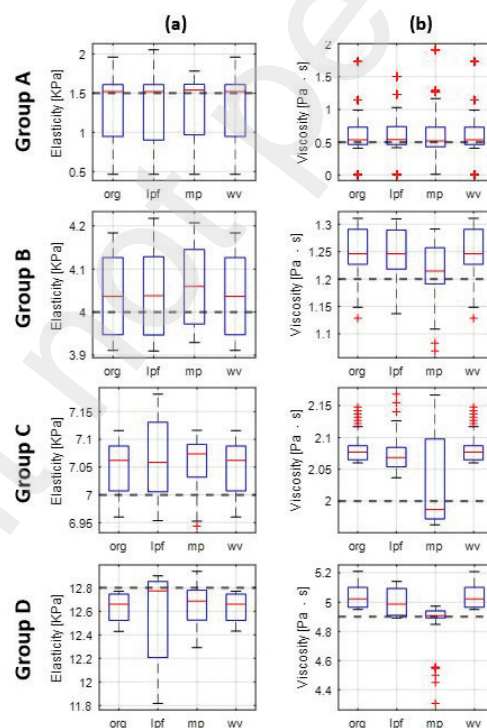 (a) (b)
Group A
Elasticity [KPa]
2
1.5
1
0.5
org lpf mp wv
Viscosity [Pa · s]
2
1.5
1
0.5
0
org lpf mp wv
Group B
Elasticity [KPa]
4.2
4.1
4
3.9
org lpf mp wv
Viscosity [Pa · s]
1.3
1.25
1.2
1.15
1.1
org lpf mp wv
Group C
Elasticity [KPa]
7.15
7.1
7.05
7
6.95
org lpf mp wv
Viscosity [Pa · s]
2.15
2.1
2.05
2
org lpf mp wv
Group D
Elasticity [KPa]
12.8
12.6
12.4
12.2
12
11.8
org lpf mp wv
Viscosity [Pa · s]
5.2
5
4.8
4.6
4.4
org lpf mp wv
not pe